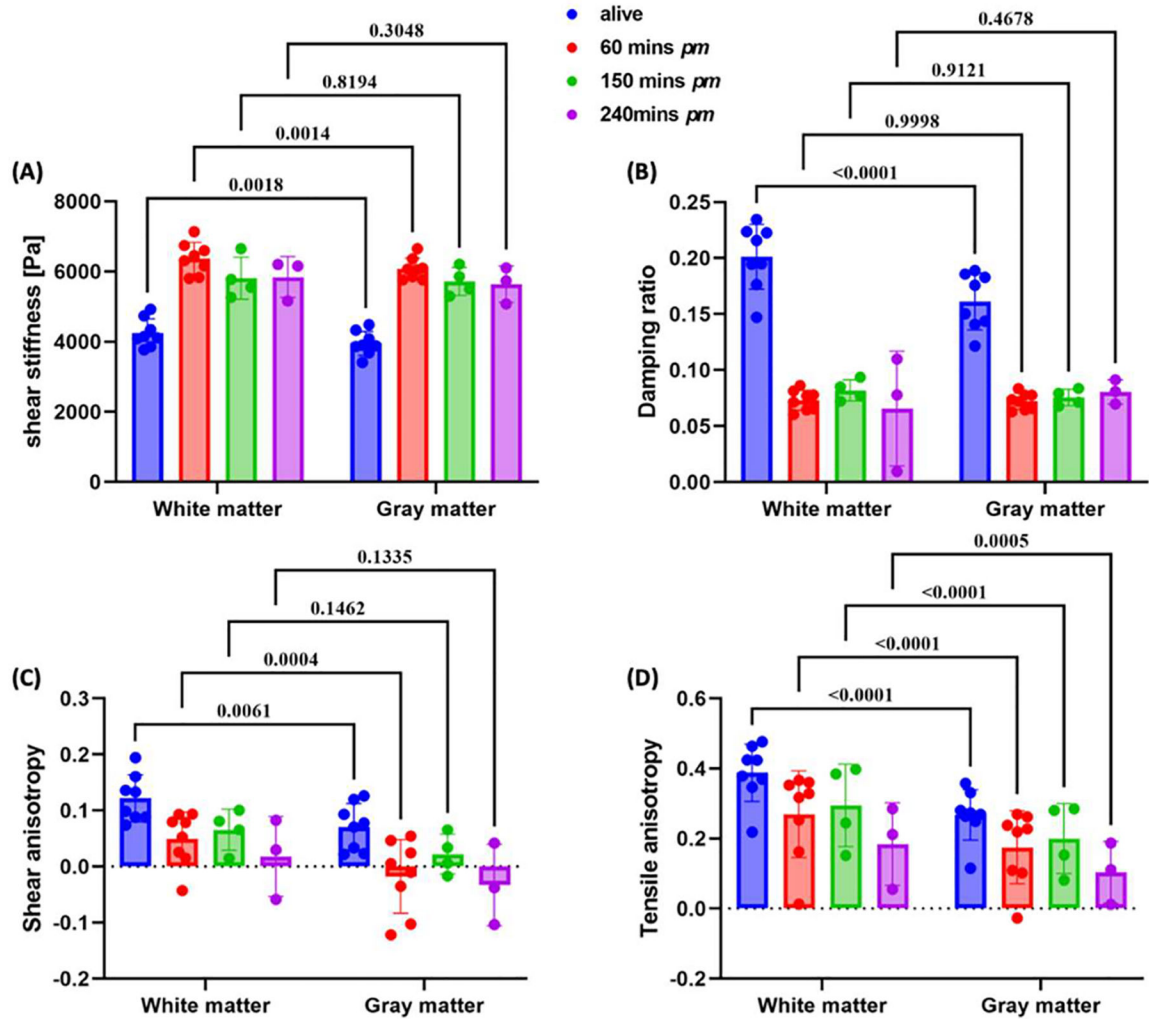 alive
60 mins pm
150 mins pm
240mins pm
(A)
0.3048
0.8194
0.0014
0.0018
shear stiffness [Pa]
8000
6000
4000
2000
0
White matter
Gray matter
(B)
0.4678
0.9121
0.9998
<0.0001
Damping ratio
0.25
0.20
0.15
0.10
0.05
0.00
White matter
Gray matter
(C)
0.1335
0.1462
0.0004
0.0061
Shear anisotropy
0.3
0.2
0.1
0.0
-0.1
-0.2
White matter
Gray matter
(D)
0.0005
<0.0001
<0.0001
<0.0001
Tensile anisotropy
0.6
0.4
0.2
0.0
-0.2
White matter
Gray matter